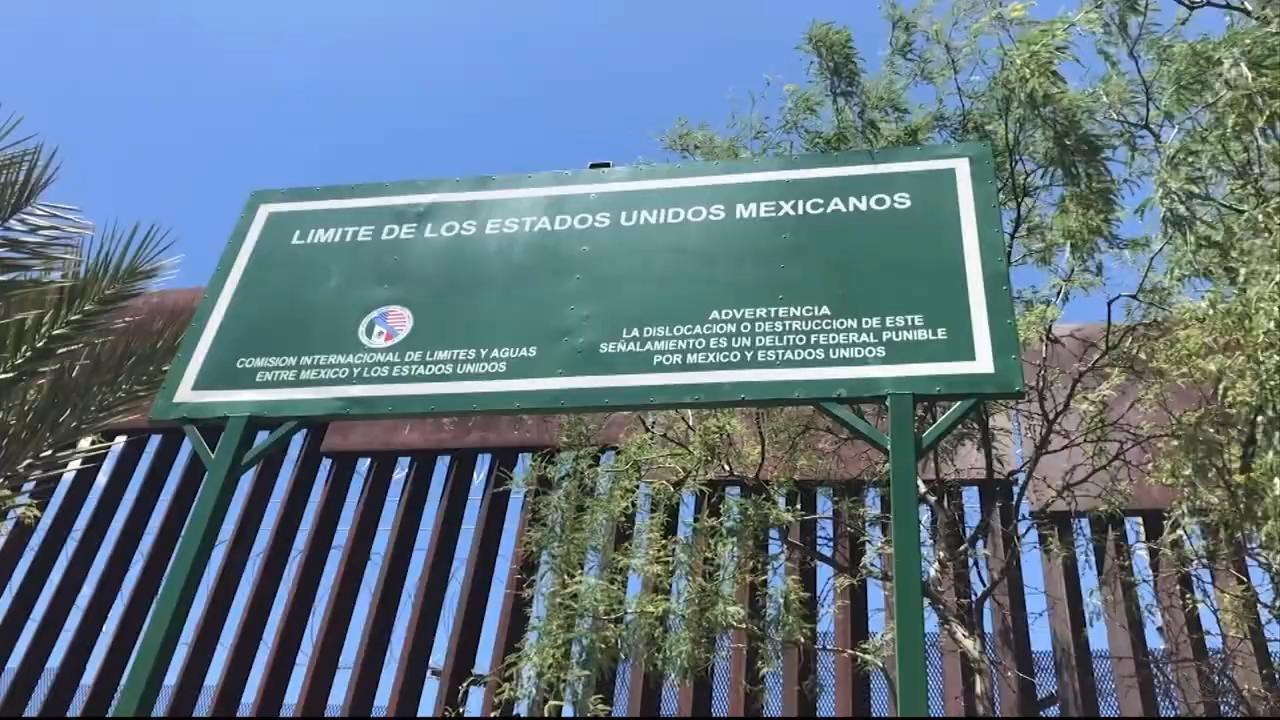 LIMITE DE LOS ESTADOS UNIDOS MEXICANOS
COMISION INTERNACIONAL DE LIMITES Y AGUAS
ENTRE MEXICO Y LOS ESTADOS UNIDOS
ADVERTENCIA
LA DISLOCACION O DESTRUCCION DE ESTE
SEÑALAMIENTO ES UN DELITO FEDERAL PUNIBLE
POR MEXICO Y ESTADOS UNIDOS